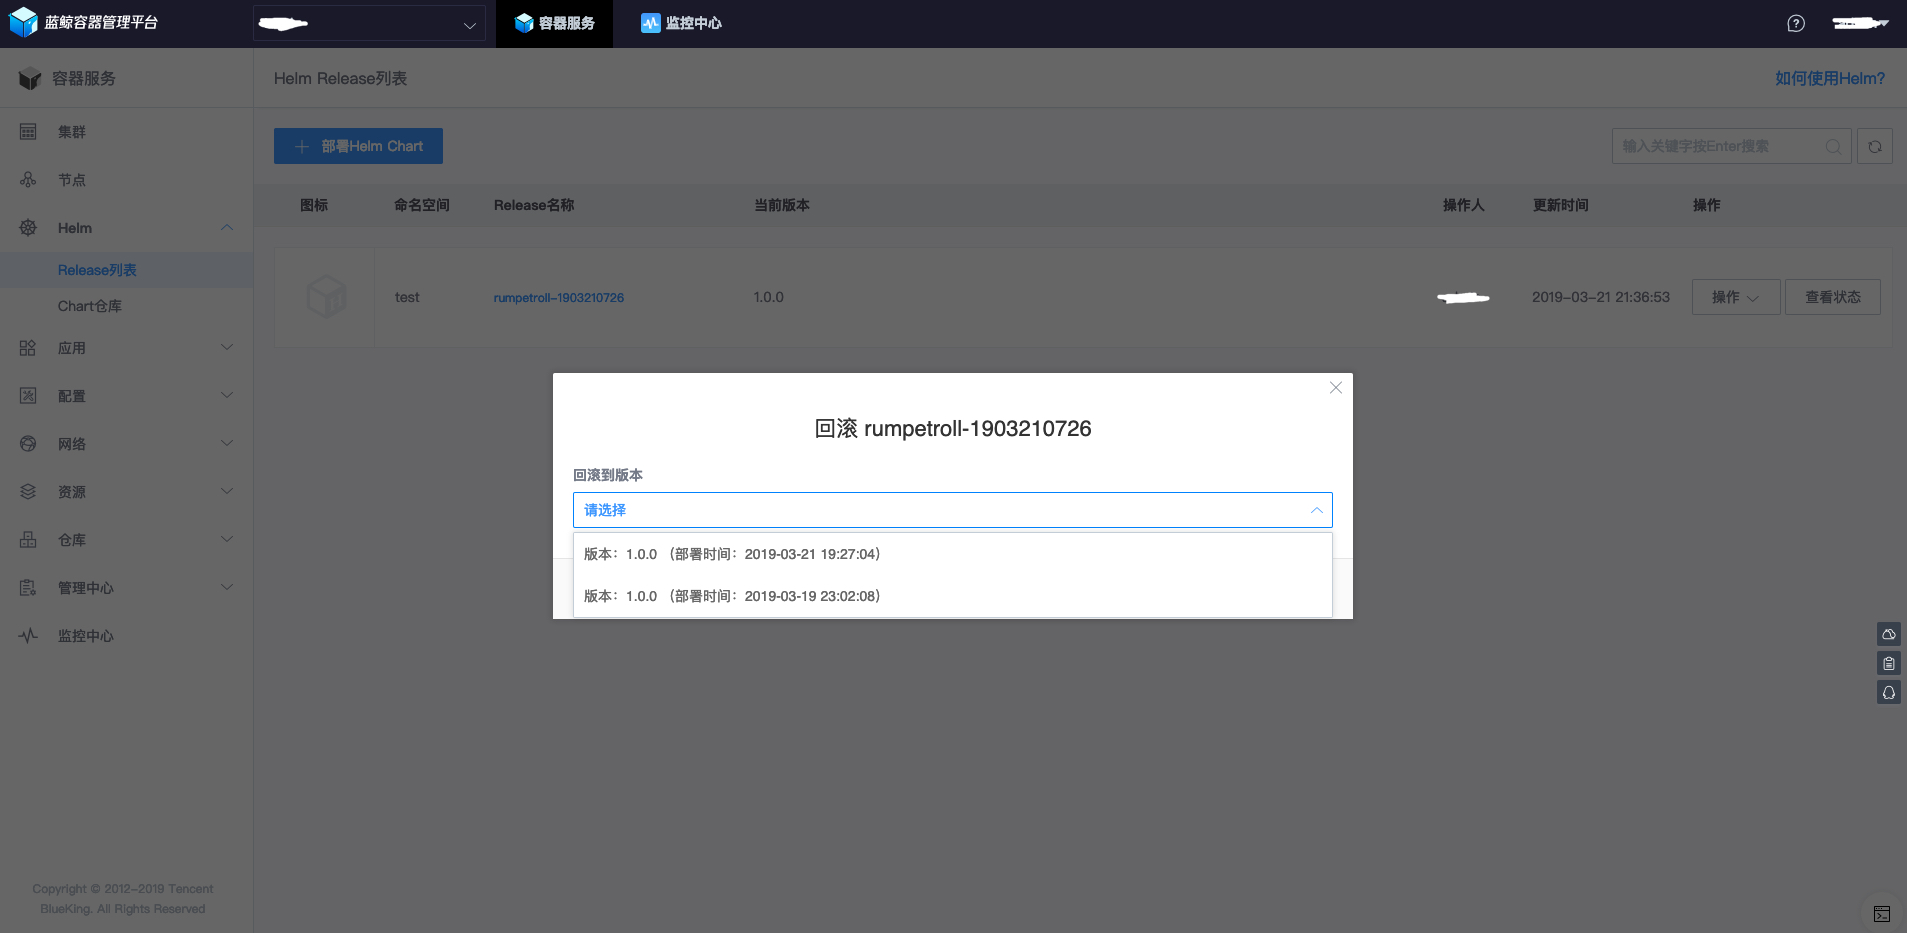 蓝鲸容器管理平台
容器服务
监控中心
容器服务
Helm Release列表
如何使用Helm?
集群
节点
Helm
Release列表
Chart仓库
应用
配置
网络
资源
仓库
管理中心
监控中心
部署Helm Chart
输入关键字按Enter搜索
图标 命名空间 Release名称 当前版本 操作人 更新时间 操作
test rumpetroll-1903210726 1.0.0 2019-03-21 21:36:53 操作 查看状态
回滚 rumpetroll-1903210726
回滚到版本
请选择
版本：1.0.0 （部署时间：2019-03-21 19:27:04）
版本：1.0.0 （部署时间：2019-03-19 23:02:08）
Copyright © 2012-2019 Tencent
BlueKing. All Rights Reserved